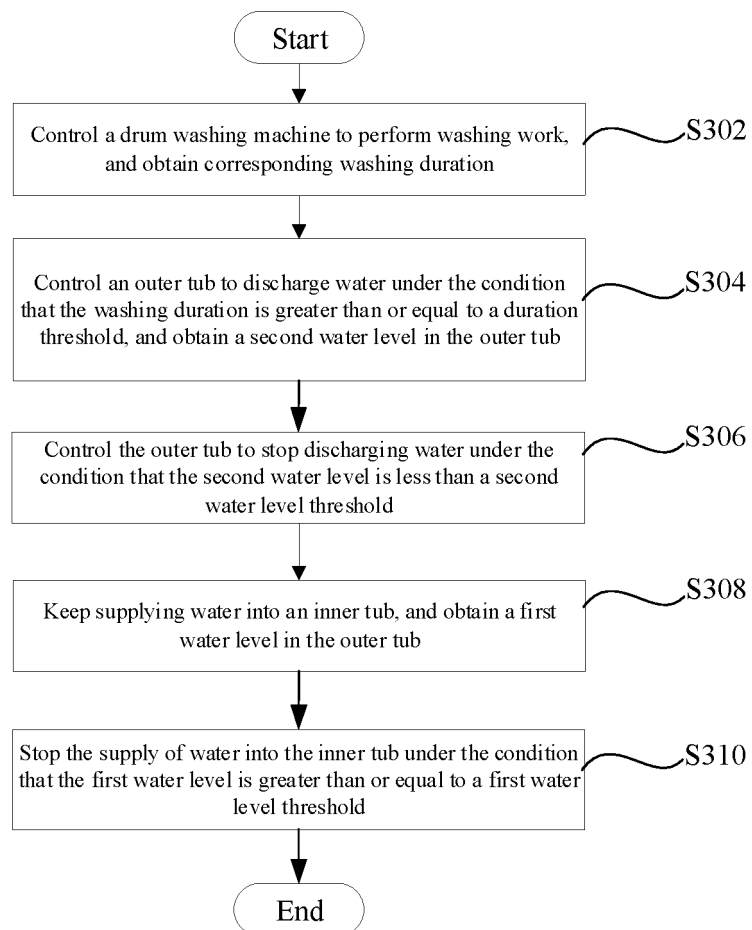 Start
Control a drum washing machine to perform washing work,
and obtain corresponding washing duration
S302
Control an outer tub to discharge water under the condition
that the washing duration is greater than or equal to a duration
threshold, and obtain a second water level in the outer tub
S304
Control the outer tub to stop discharging water under the
condition that the second water level is less than a second
water level threshold
S306
Keep supplying water into an inner tub, and obtain a first
water level in the outer tub
S308
Stop the supply of water into the inner tub under the condition
that the first water level is greater than or equal to a first water
level threshold
S310
End